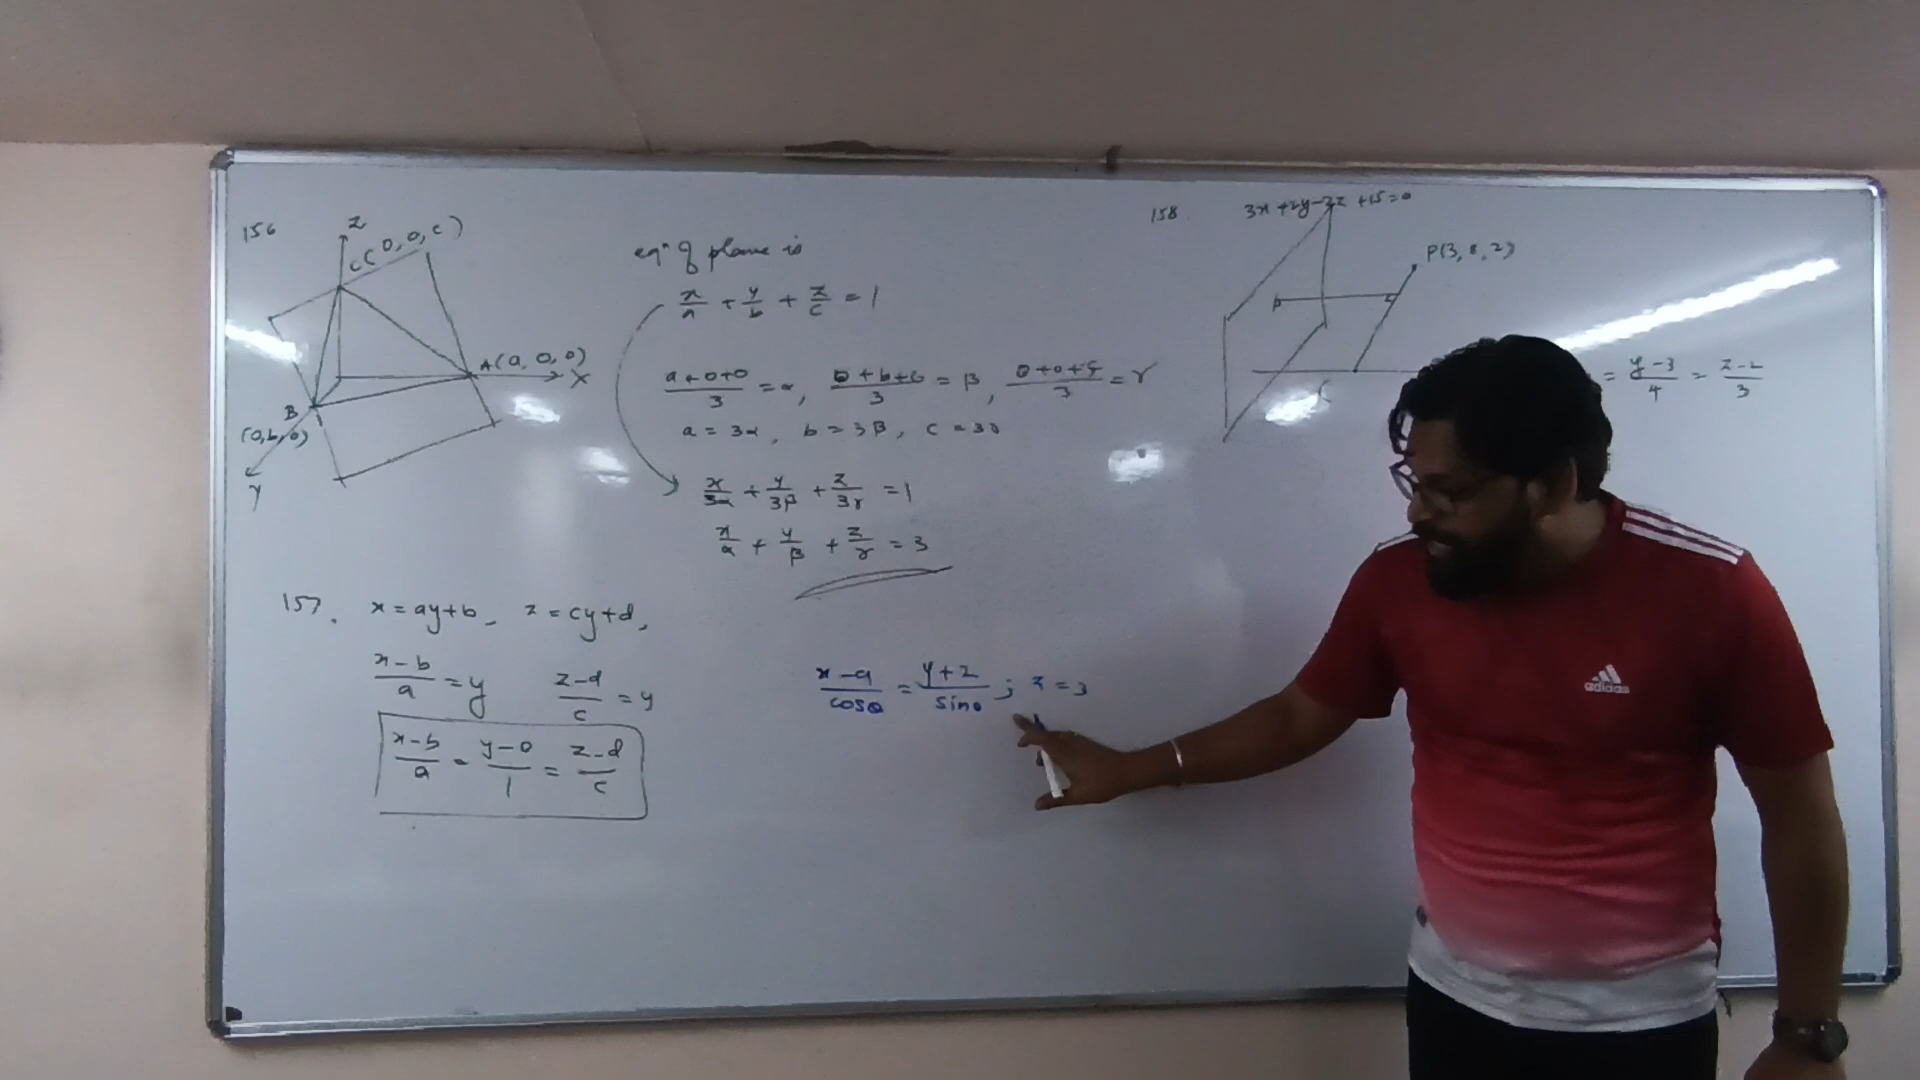 156
Z
C(0,0,c)
A(a,0,0)
X
B
(0,b,0)
Y
eqⁿ of plane is
x/a + y/b + z/c = 1
(a+0+0)/3 = α, (0+b+0)/3 = β, (0+0+c)/3 = γ
a = 3α, b = 3β, c = 3γ
x/3α + y/3β + z/3γ = 1
x/α + y/β + z/γ = 3
157. x = ay+b, z = cy+d,
(x-b)/a = y (z-d)/c = y
(x-b)/a = (y-0)/1 = (z-d)/c
(x-a)/cosθ = (y+2)/sinθ ; z = 3
158.
3x+2y-2z+15=0
P(3,8,2)
= (y-3)/4 = (z-2)/3
adidas